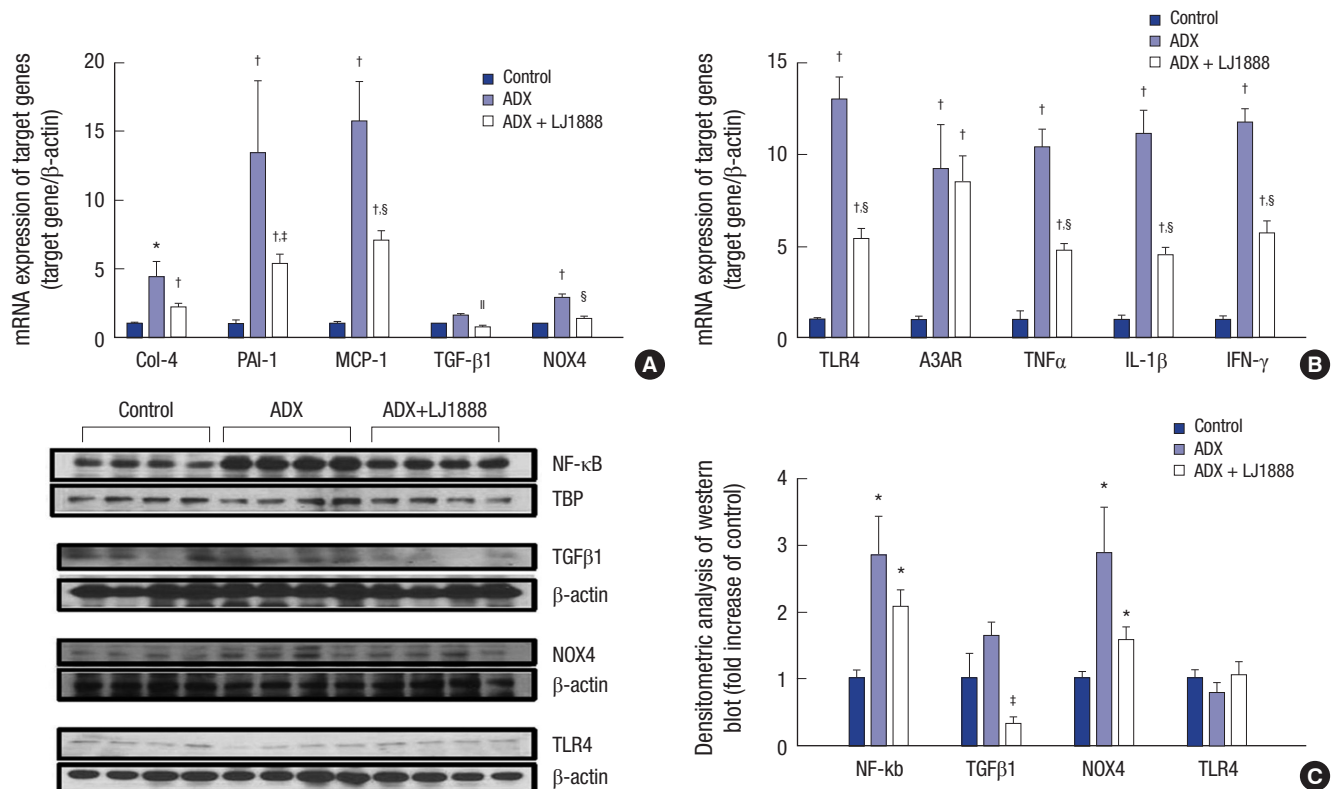 mRNA expression of target genes
(target gene/β-actin)
20
15
10
5
0
Control
ADX
ADX + LJ1888
*
†
†
†,‡
†
†,§
||
†
§
Col-4
PAI-1
MCP-1
TGF-β1
NOX4
A
mRNA expression of target genes
(target gene/β-actin)
15
10
5
0
Control
ADX
ADX + LJ1888
†
†,§
†
†
†
†,§
†
†,§
†
†,§
TLR4
A3AR
TNFα
IL-1β
IFN-γ
B
Control
ADX
ADX+LJ1888
NF-κB
TBP
TGFβ1
β-actin
NOX4
β-actin
TLR4
β-actin
Densitometric analysis of western
blot (fold increase of control)
4
3
2
1
0
Control
ADX
ADX + LJ1888
*
*
‡
*
*
NF-kb
TGFβ1
NOX4
TLR4
C